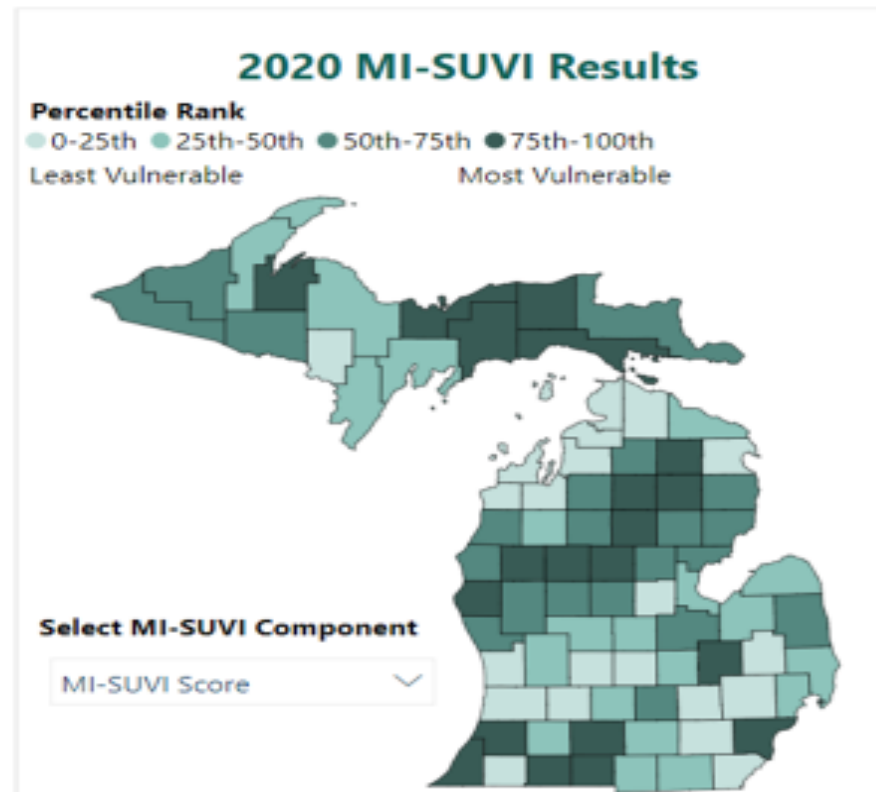 2020 MI-SUVI Results
Percentile Rank
0-25th 25th-50th 50th-75th 75th-100th
Least Vulnerable Most Vulnerable
Select MI-SUVI Component
MI-SUVI Score